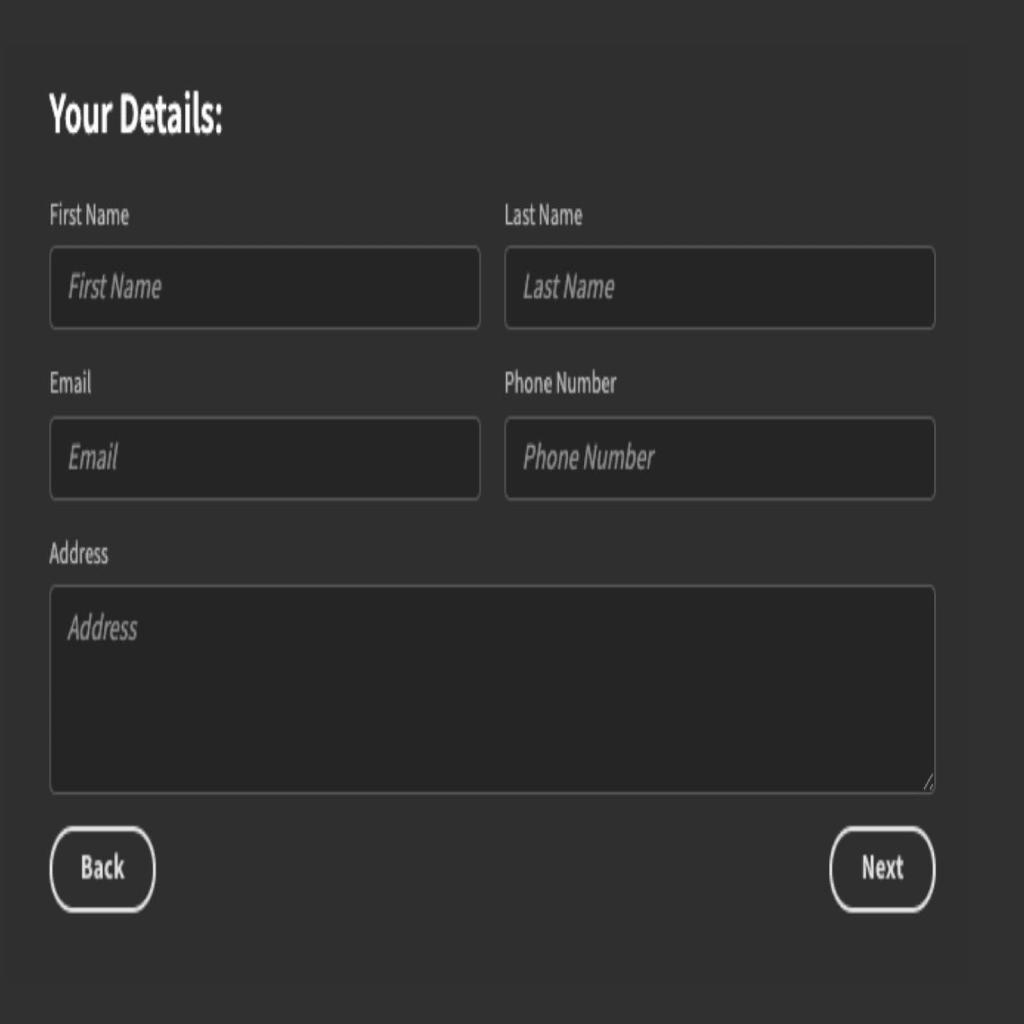 Your Details:
First Name Last Name
First Name Last Name
Email Phone Number
Email Phone Number
Address
Address
Back Next